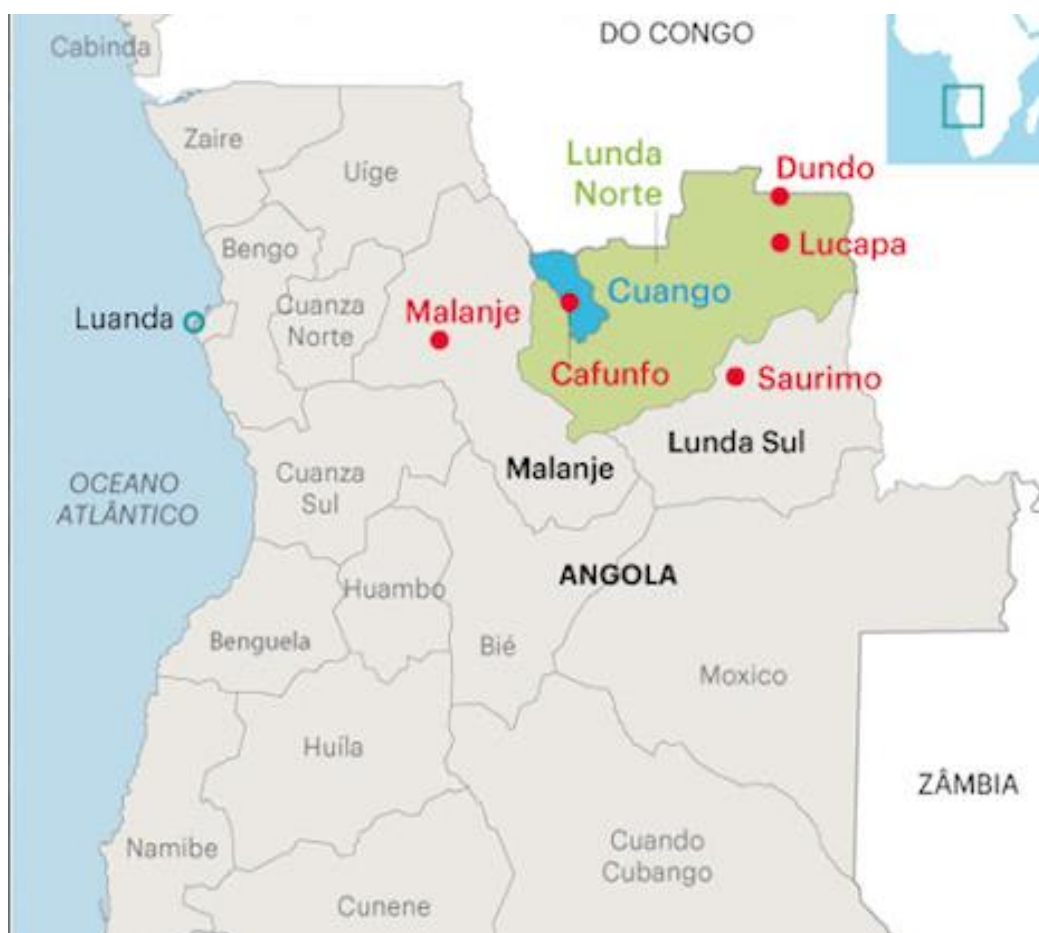 Cabinda
DO CONGO
Zaire
Uíge
Lunda
Norte
Dundo
Lucapa
Bengo
Cuanza
Norte
Luanda
Malanje
Cuango
Cafunfo
Saurimo
Lunda Sul
Malanje
Cuanza
Sul
OCEANO
ATLÂNTICO
ANGOLA
Huambo
Benguela
Bié
Moxico
Huíla
ZÂMBIA
Namibe
Cuando
Cubango
Cunene